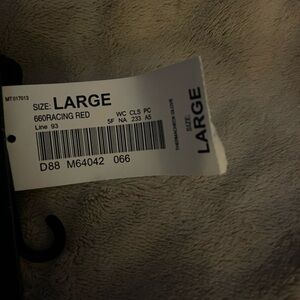 MT017013
SIZE: LARGE
660RACING RED
WC CLS PC
Line 93 5F NA 233 A5
D88 M64042 066
SIZE:
LARGE